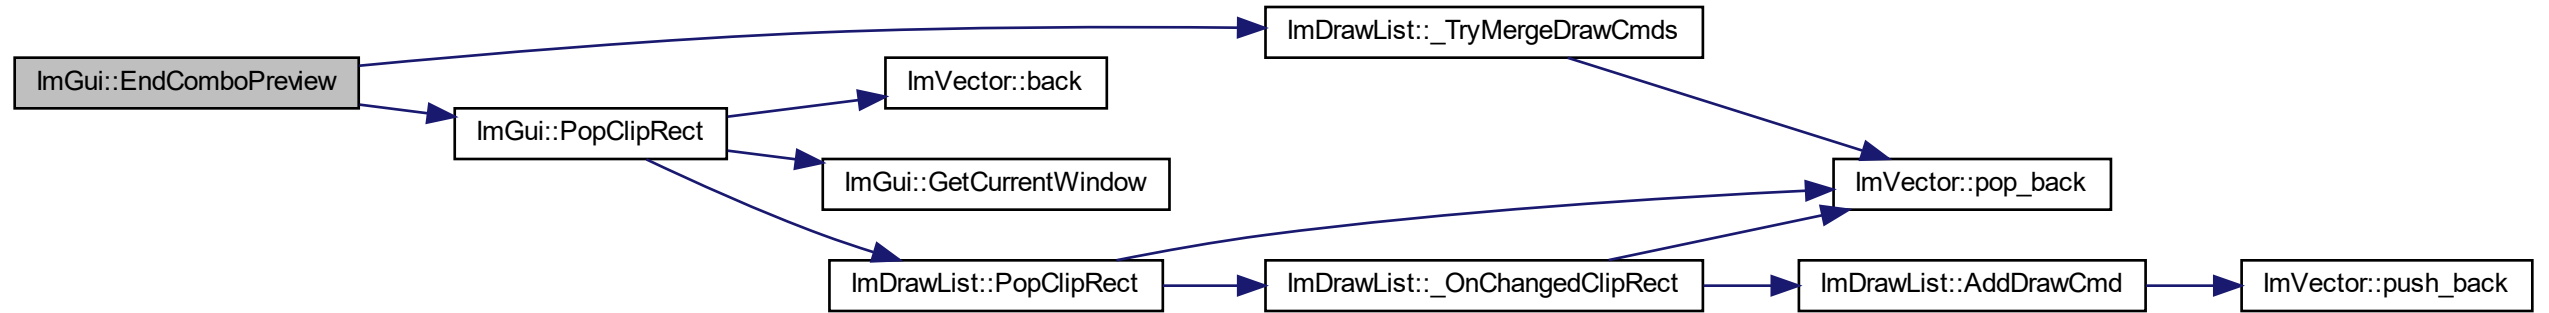 ImDrawList::_TryMergeDrawCmds
ImGui::EndComboPreview
ImVector::back
ImGui::PopClipRect
ImGui::GetCurrentWindow
ImVector::pop_back
ImDrawList::PopClipRect
ImDrawList::_OnChangedClipRect
ImDrawList::AddDrawCmd
ImVector::push_back